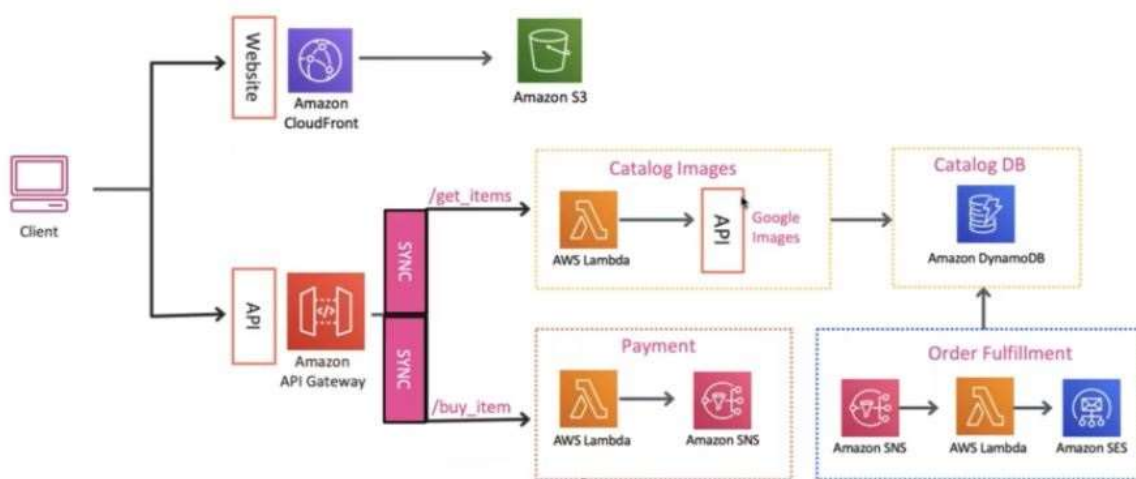 Website
Amazon
CloudFront
Amazon S3
Client
API
Amazon
API Gateway
SYNC
SYNC
/get_items
/buy_item
Catalog Images
AWS Lambda
API
Google
Images
Catalog DB
Amazon DynamoDB
Payment
AWS Lambda
Amazon SNS
Order Fulfillment
Amazon SNS
AWS Lambda
Amazon SES